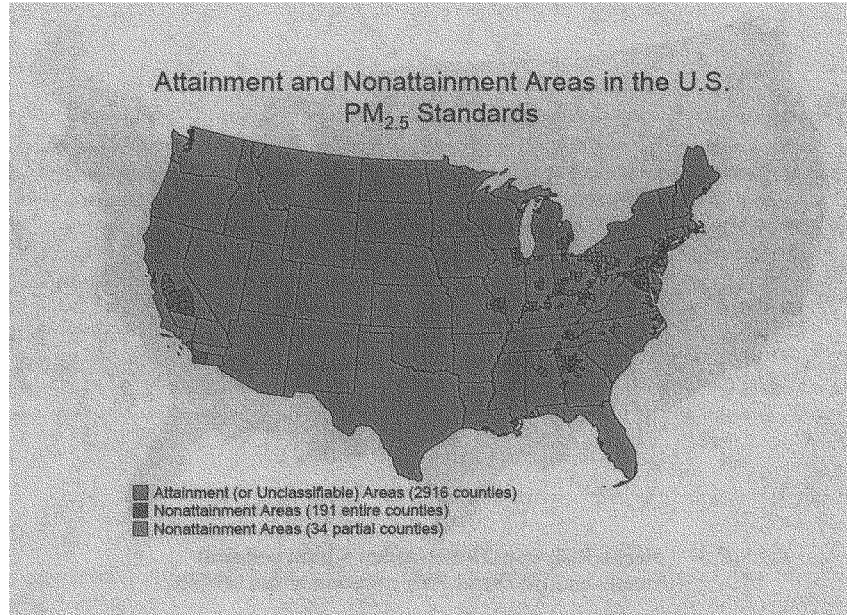 Attainment and Nonattainment Areas in the U.S.
PM2.5 Standards
Attainment (or Unclassifiable) Areas (2916 counties)
Nonattainment Areas (191 entire counties)
Nonattainment Areas (34 partial counties)